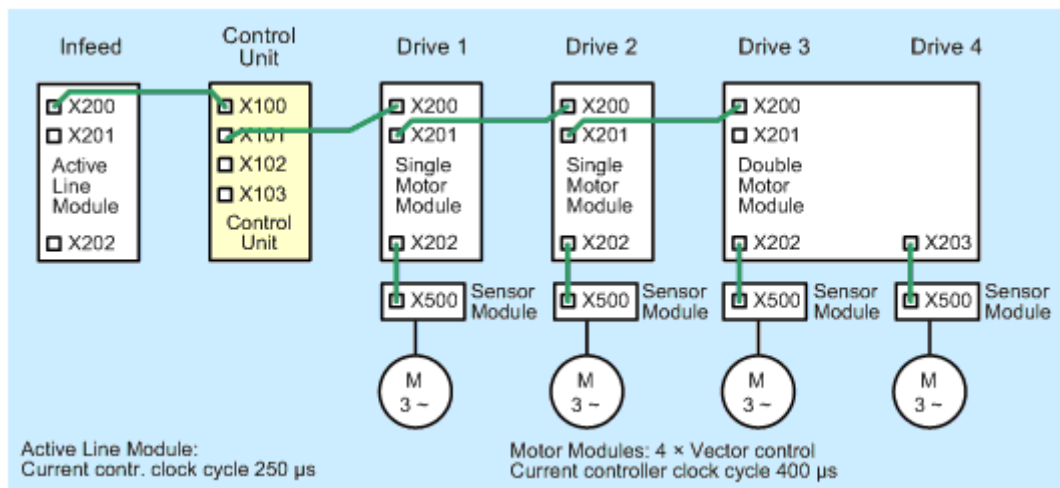 Infeed
Control
Unit
Drive 1
Drive 2
Drive 3
Drive 4
X200
X201
Active
Line
Module
X202
X100
X101
X102
X103
Control
Unit
X200
X201
Single
Motor
Module
X202
X200
X201
Single
Motor
Module
X202
X200
X201
Double
Motor
Module
X202
X203
X500
Sensor
Module
X500
Sensor
Module
X500
Sensor
Module
X500
Sensor
Module
M
3 ~
M
3 ~
M
3 ~
M
3 ~
Active Line Module:
Current contr. clock cycle 250 µs
Motor Modules: 4 × Vector control
Current controller clock cycle 400 µs